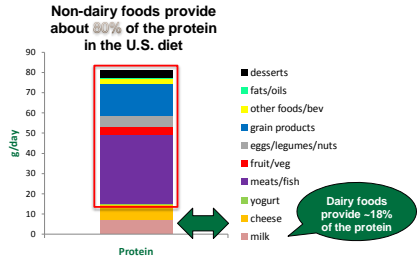 Non-dairy foods provide
about 80% of the protein
in the U.S. diet
90
80
70
60
50
40
30
20
10
0
g/day
Protein
desserts
fats/oils
other foods/bev
grain products
eggs/legumes/nuts
fruit/veg
meats/fish
yogurt
cheese
milk
Dairy foods
provide ~18%
of the protein